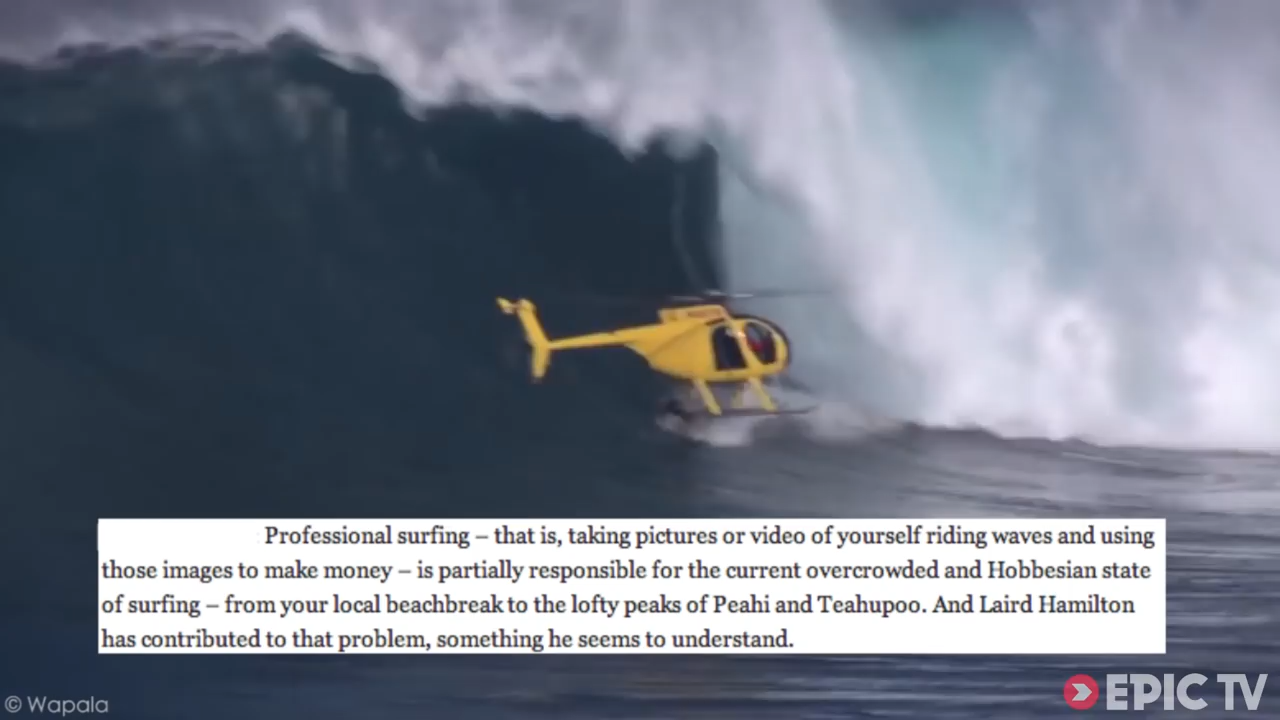 Professional surfing – that is, taking pictures or video of yourself riding waves and using
those images to make money – is partially responsible for the current overcrowded and Hobbesian state
of surfing – from your local beachbreak to the lofty peaks of Peahi and Teahupoo. And Laird Hamilton
has contributed to that problem, something he seems to understand.
© Wapala
EPIC TV